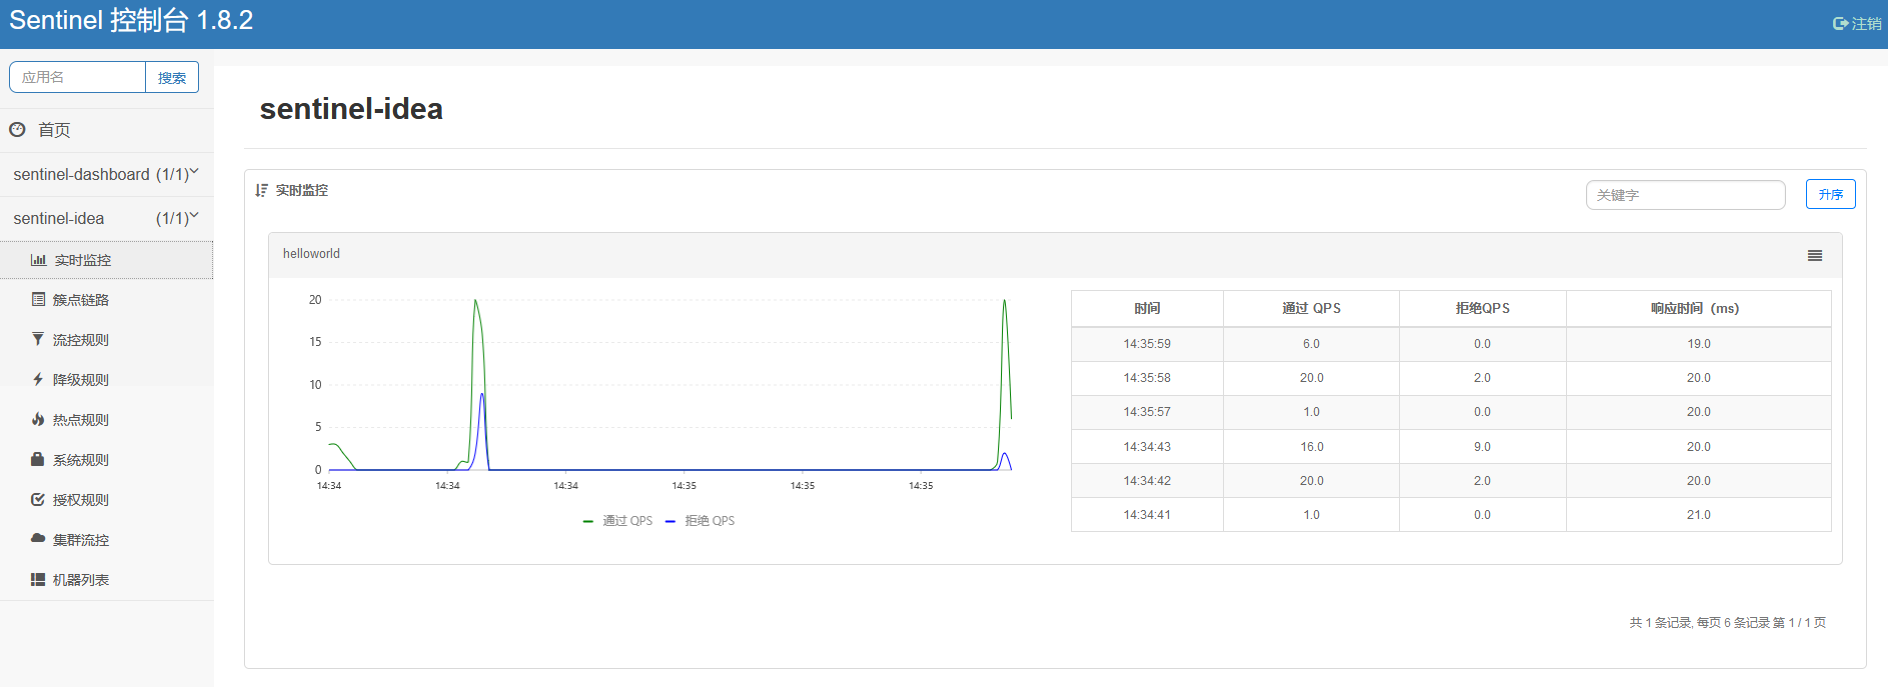 Sentinel 控制台 1.8.2
注销
应用名 搜索
首页
sentinel-dashboard (1/1)
sentinel-idea (1/1)
实时监控
簇点链路
流控规则
降级规则
热点规则
系统规则
授权规则
集群流控
机器列表
sentinel-idea
实时监控
关键字 升序
helloworld
20
15
10
5
0
14:34 14:34 14:34 14:35 14:35 14:35
通过 QPS 拒绝 QPS
时间 通过 QPS 拒绝QPS 响应时间（ms）
14:35:59 6.0 0.0 19.0
14:35:58 20.0 2.0 20.0
14:35:57 1.0 0.0 20.0
14:34:43 16.0 9.0 20.0
14:34:42 20.0 2.0 20.0
14:34:41 1.0 0.0 21.0
共 1 条记录, 每页 6 条记录 第 1 / 1 页